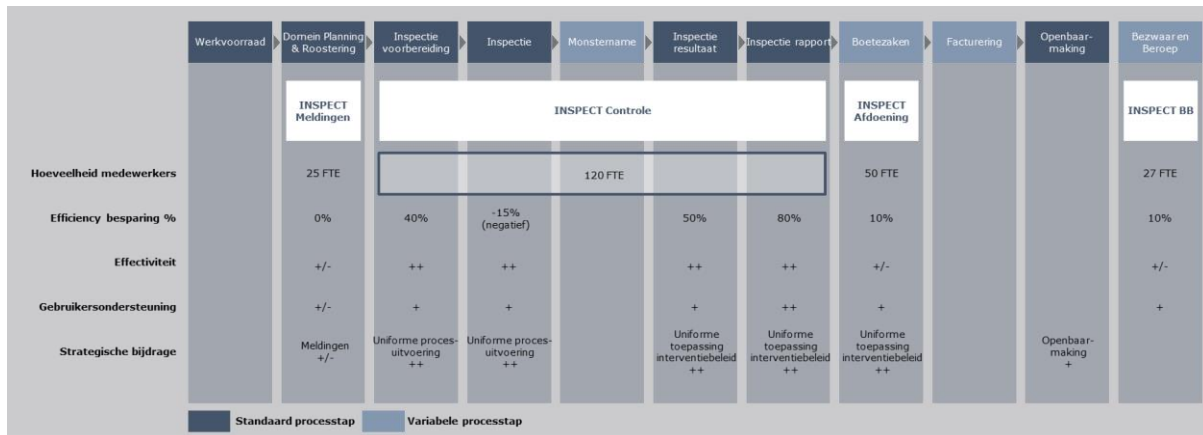 Werkvoorraad
Domein Planning
& Roostering
Inspectie
voorbereiding
Inspectie
Monstername
Inspectie
resultaat
Inspectie rapport
Boetezaken
Facturering
Openbaar-
making
Bezwaar en
Beroep
INSPECT
Meldingen
INSPECT Controle
INSPECT
Afdoening
INSPECT BB
Hoeveelheid medewerkers
25 FTE
120 FTE
50 FTE
27 FTE
Efficiency besparing %
0%
40%
-15%
(negatief)
50%
80%
10%
10%
Effectiviteit
+/-
++
++
++
++
+/-
+/-
Gebruikersondersteuning
+/-
+
+
+
++
+
+
Strategische bijdrage
Meldingen
+/-
Uniforme proces-
uitvoering
++
Uniforme proces-
uitvoering
++
Uniforme
toepassing
interventiebeleid
++
Uniforme
toepassing
interventiebeleid
++
Uniforme
toepassing
interventiebeleid
++
Openbaar-
making
+
Standaard processtap
Variabele processtap